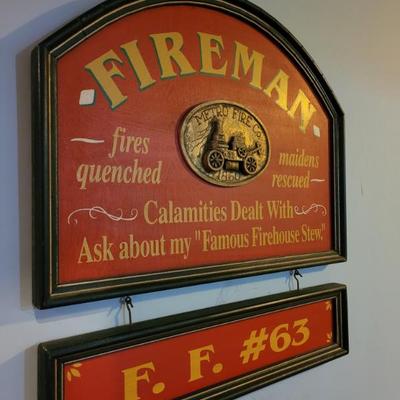 FIREMAN
METRO FIRE CO.
fires
quenched
maidens
rescued
Calamities Dealt With
Ask about my "Famous Firehouse Stew."
F. F. #63